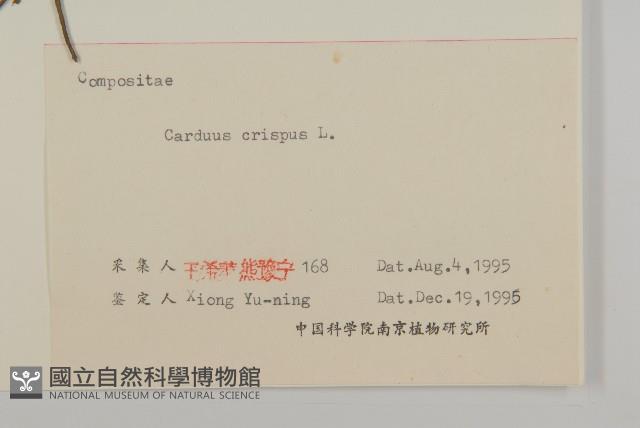 Compositae
Carduus crispus L.
采集人 熊豫宁 168 Dat.Aug.4,1995
鉴定人 Xiong Yu-ning Dat.Dec.19,1995
中国科学院南京植物研究所
國立自然科學博物館
NATIONAL MUSEUM OF NATURAL SCIENCE